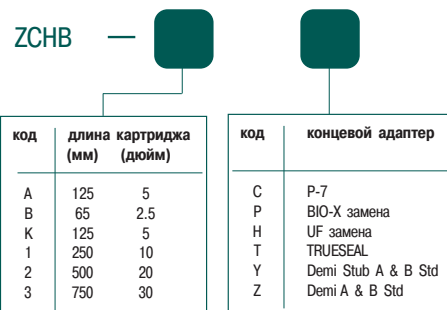 ZCHB —
код длина картриджа
(мм) (дюйм)
A 125 5
B 65 2.5
K 125 5
1 250 10
2 500 20
3 750 30
код концевой адаптер
C P-7
P BIO-X замена
H UF замена
T TRUESEAL
Y Demi Stub A & B Std
Z Demi A & B Std